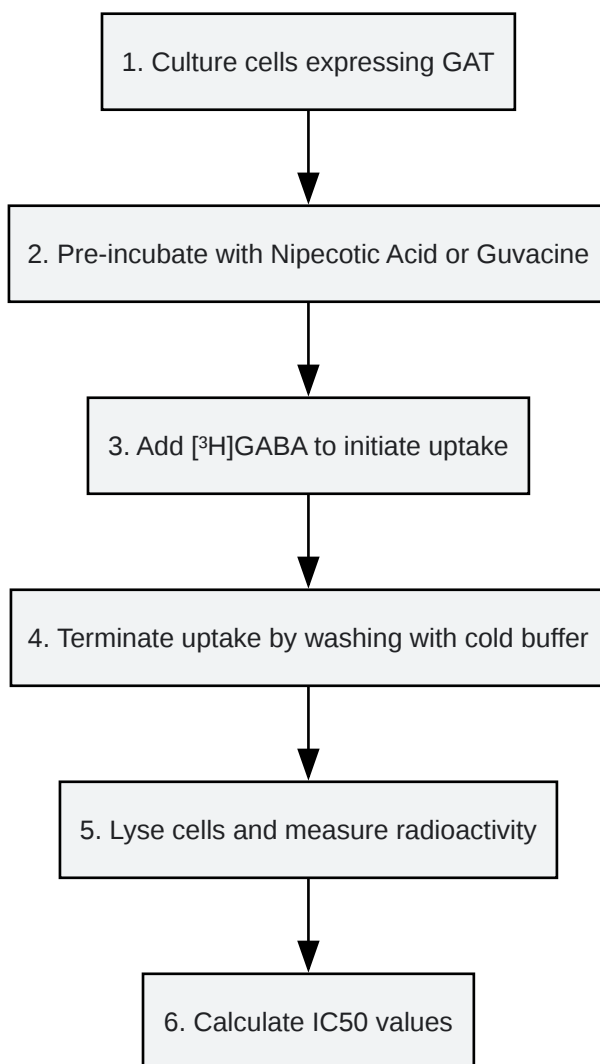 1. Culture cells expressing GAT
2. Pre-incubate with Nipecotic Acid or Guvacine
3. Add [³H]GABA to initiate uptake
4. Terminate uptake by washing with cold buffer
5. Lyse cells and measure radioactivity
6. Calculate IC50 values